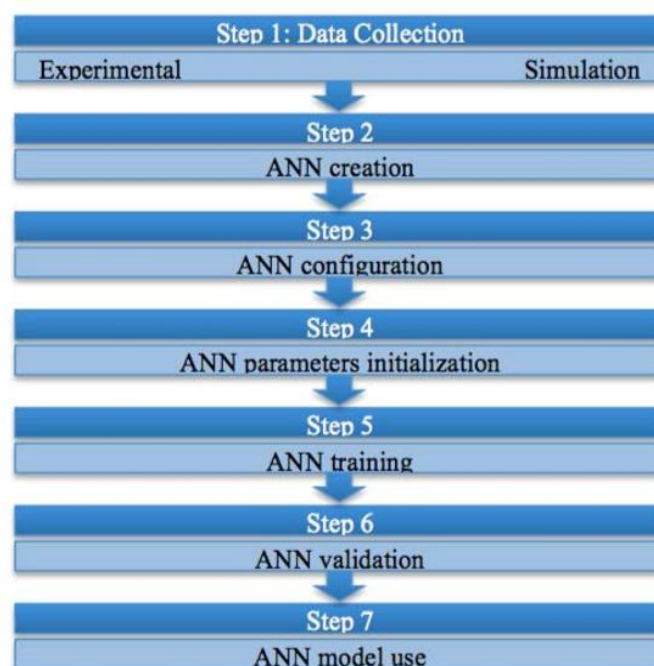 Step 1: Data Collection
Experimental Simulation
Step 2
ANN creation
Step 3
ANN configuration
Step 4
ANN parameters initialization
Step 5
ANN training
Step 6
ANN validation
Step 7
ANN model use